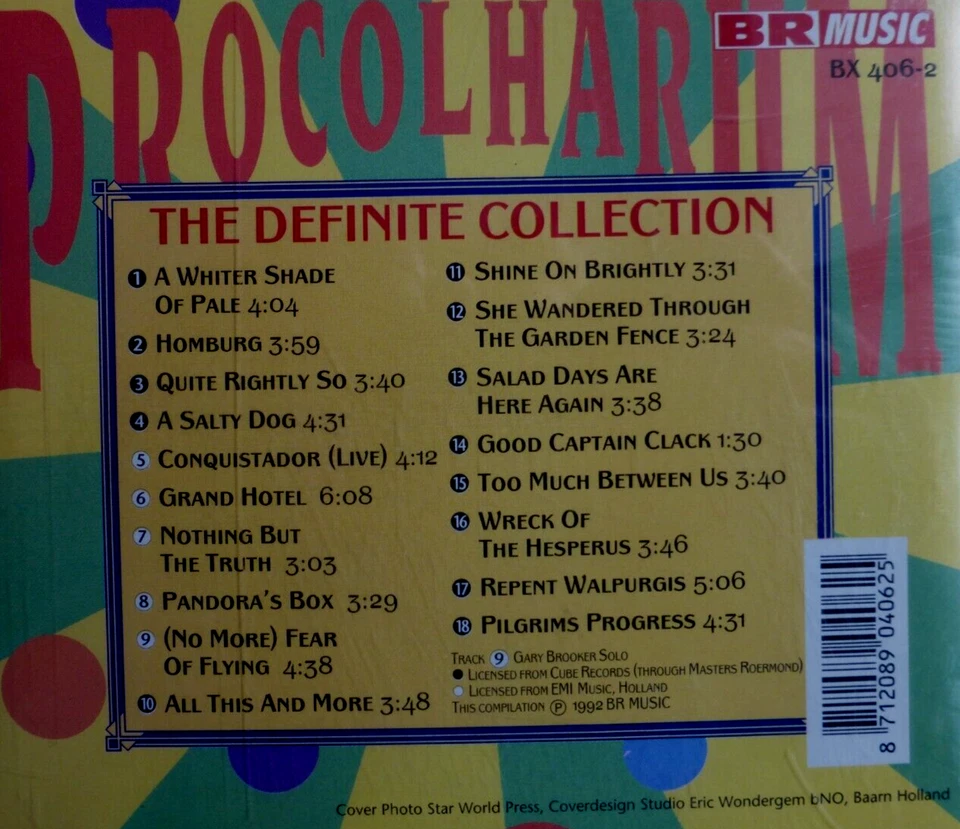 PROCOL HARUM
BR MUSIC
BX 406-2
THE DEFINITE COLLECTION
1 A WHITER SHADE
OF PALE 4:04
2 HOMBURG 3:59
3 QUITE RIGHTLY SO 3:40
4 A SALTY DOG 4:31
5 CONQUISTADOR (LIVE) 4:12
6 GRAND HOTEL 6:08
7 NOTHING BUT
THE TRUTH 3:03
8 PANDORA'S BOX 3:29
9 (NO MORE) FEAR
OF FLYING 4:38
10 ALL THIS AND MORE 3:48
11 SHINE ON BRIGHTLY 3:31
12 SHE WANDERED THROUGH
THE GARDEN FENCE 3:24
13 SALAD DAYS ARE
HERE AGAIN 3:38
14 GOOD CAPTAIN CLACK 1:30
15 TOO MUCH BETWEEN US 3:40
16 WRECK OF
THE HESPERUS 3:46
17 REPENT WALPURGIS 5:06
18 PILGRIMS PROGRESS 4:31
TRACK 9 GARY BROOKER SOLO
● LICENSED FROM CUBE RECORDS (THROUGH MASTERS ROERMOND)
○ LICENSED FROM EMI MUSIC, HOLLAND
THIS COMPILATION Ⓟ 1992 BR MUSIC
8 712089 040625
Cover Photo Star World Press, Coverdesign Studio Eric Wondergem bNO, Baarn Holland